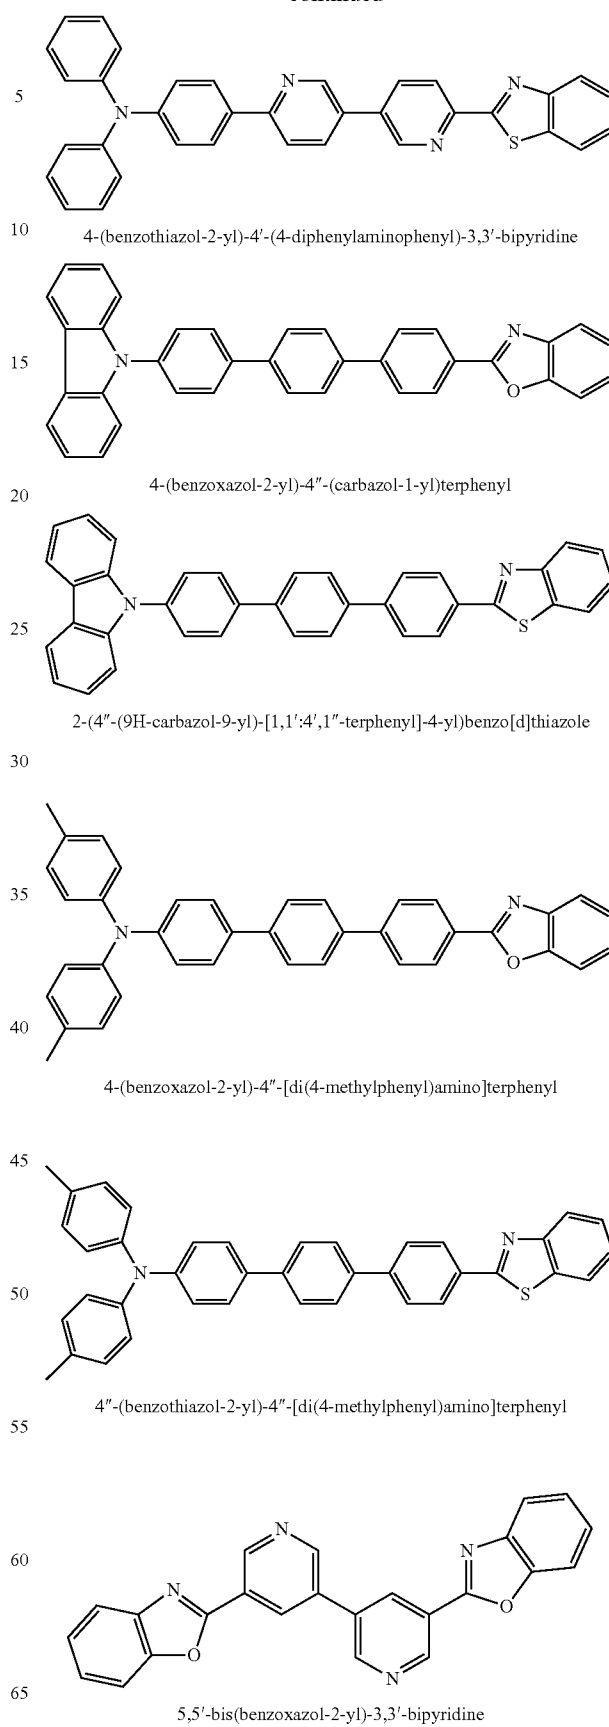 5
N
N
N
N
S
10
4-(benzothiazol-2-yl)-4′-(4-diphenylaminophenyl)-3,3′-bipyridine
15
N
N
O
20
4-(benzoxazol-2-yl)-4″-(carbazol-1-yl)terphenyl
25
N
N
S
2-(4″-(9H-carbazol-9-yl)-[1,1′:4′,1″-terphenyl]-4-yl)benzo[d]thiazole
30
35
N
N
O
40
4-(benzoxazol-2-yl)-4″-[di(4-methylphenyl)amino]terphenyl
45
50
N
N
S
4″-(benzothiazol-2-yl)-4″-[di(4-methylphenyl)amino]terphenyl
55
60
N
N
N
O
O
N
65
5,5′-bis(benzoxazol-2-yl)-3,3′-bipyridine